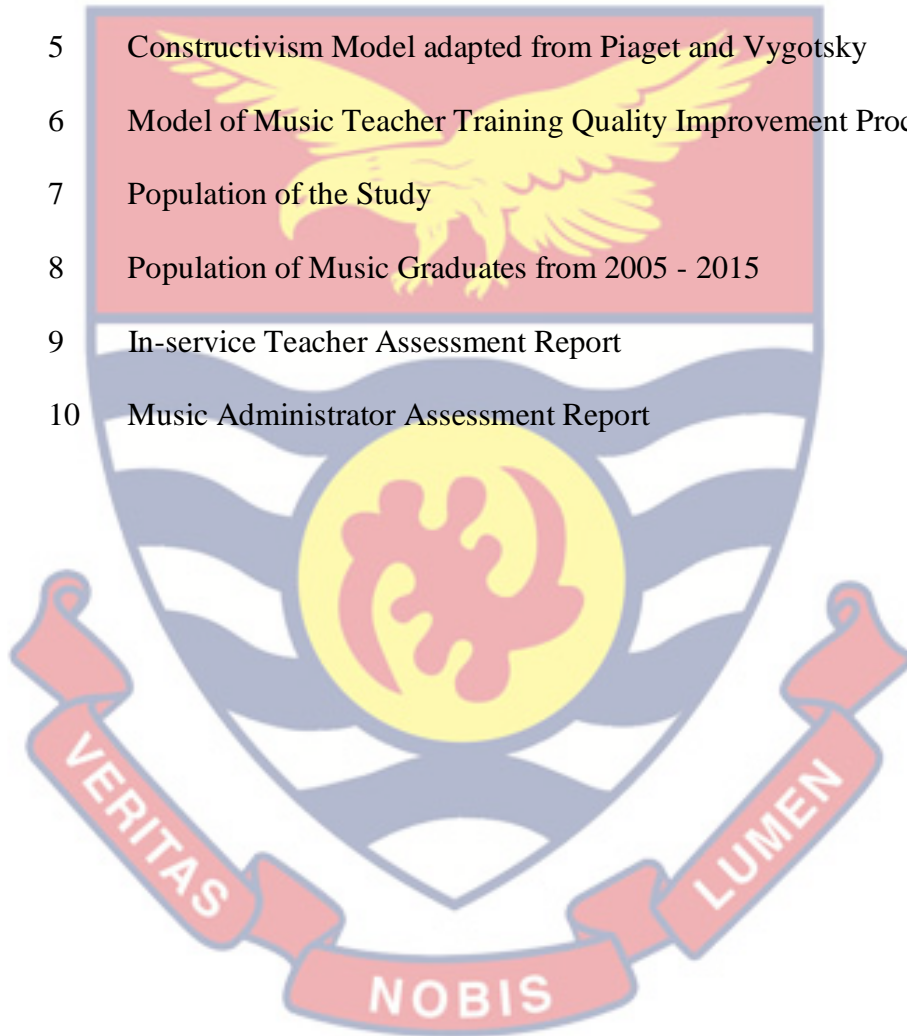 5 Constructivism Model adapted from Piaget and Vygotsky
6 Model of Music Teacher Training Quality Improvement Proc
7 Population of the Study
8 Population of Music Graduates from 2005 - 2015
9 In-service Teacher Assessment Report
10 Music Administrator Assessment Report
VERITAS
NOBIS
LUMEN